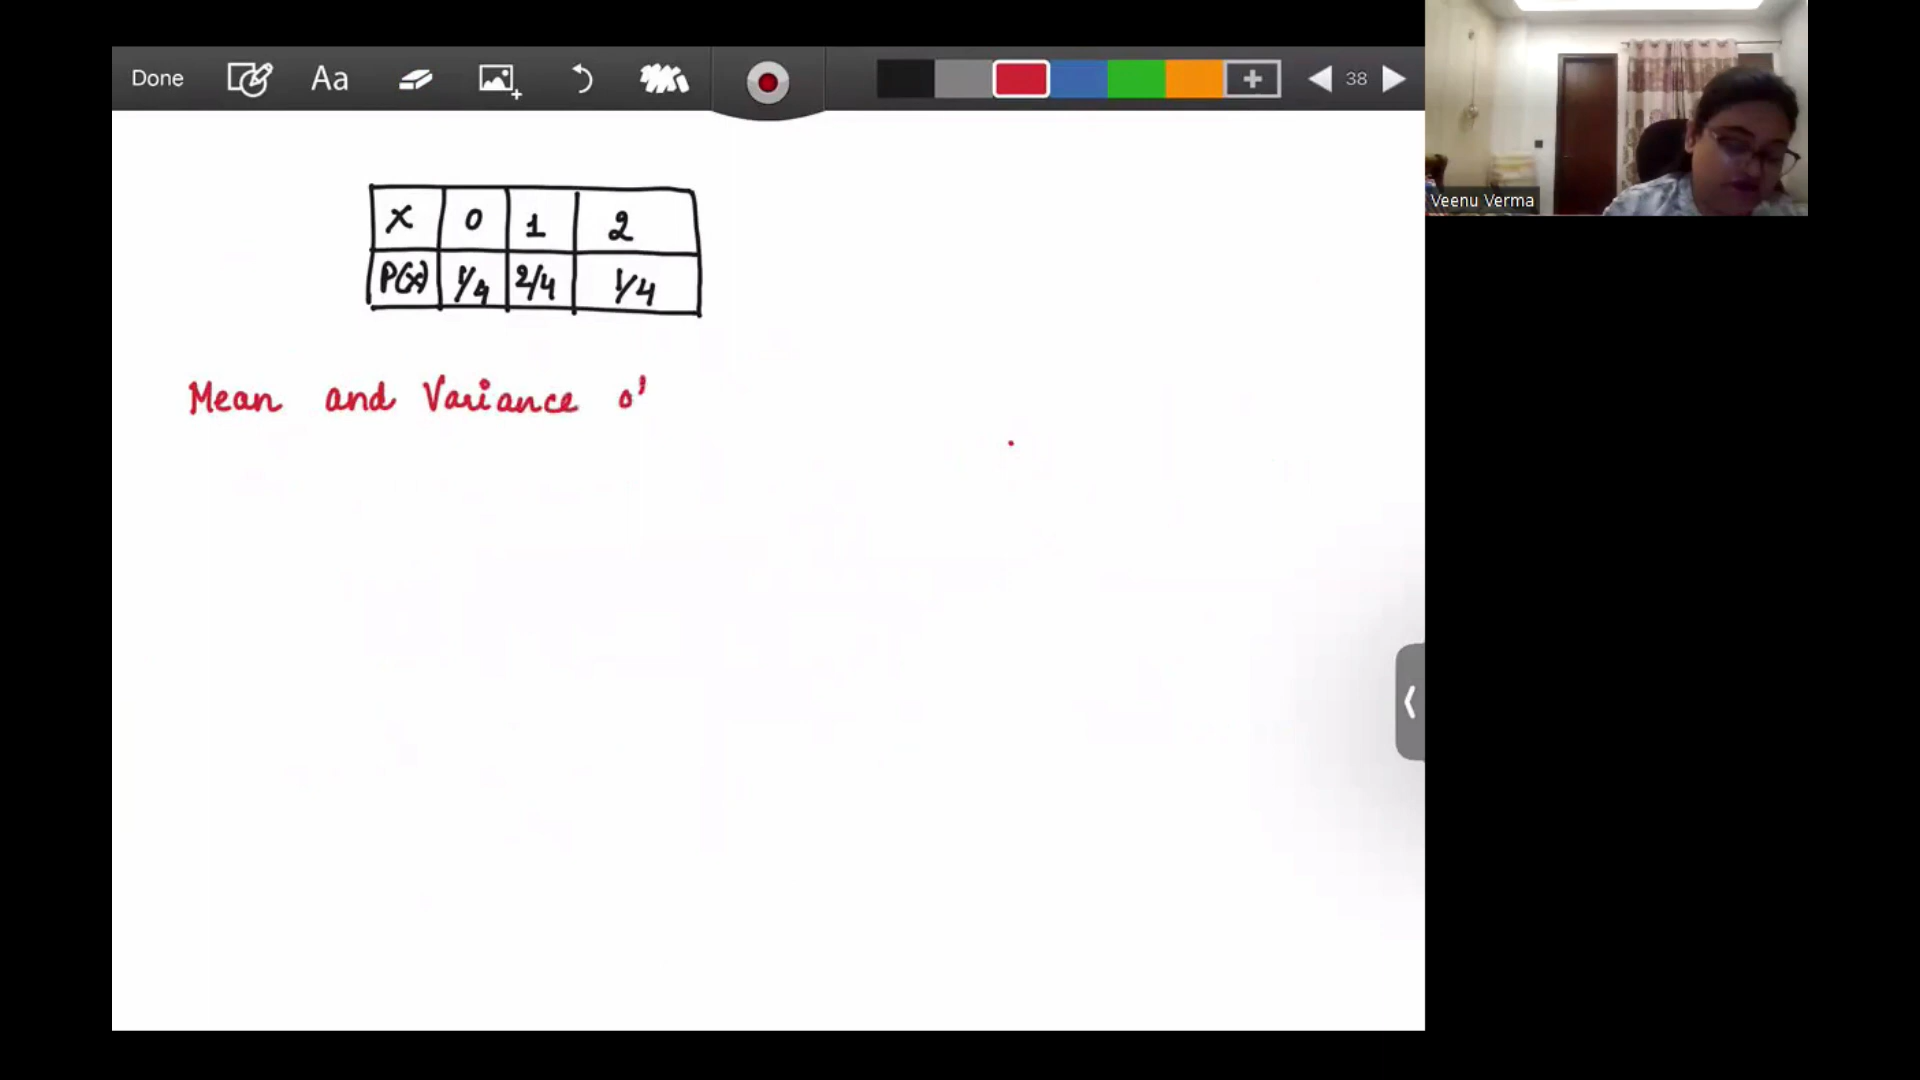 Done Aa 38
X 0 1 2
P(x) 1/4 2/4 1/4
Mean and Variance o'
Veenu Verma